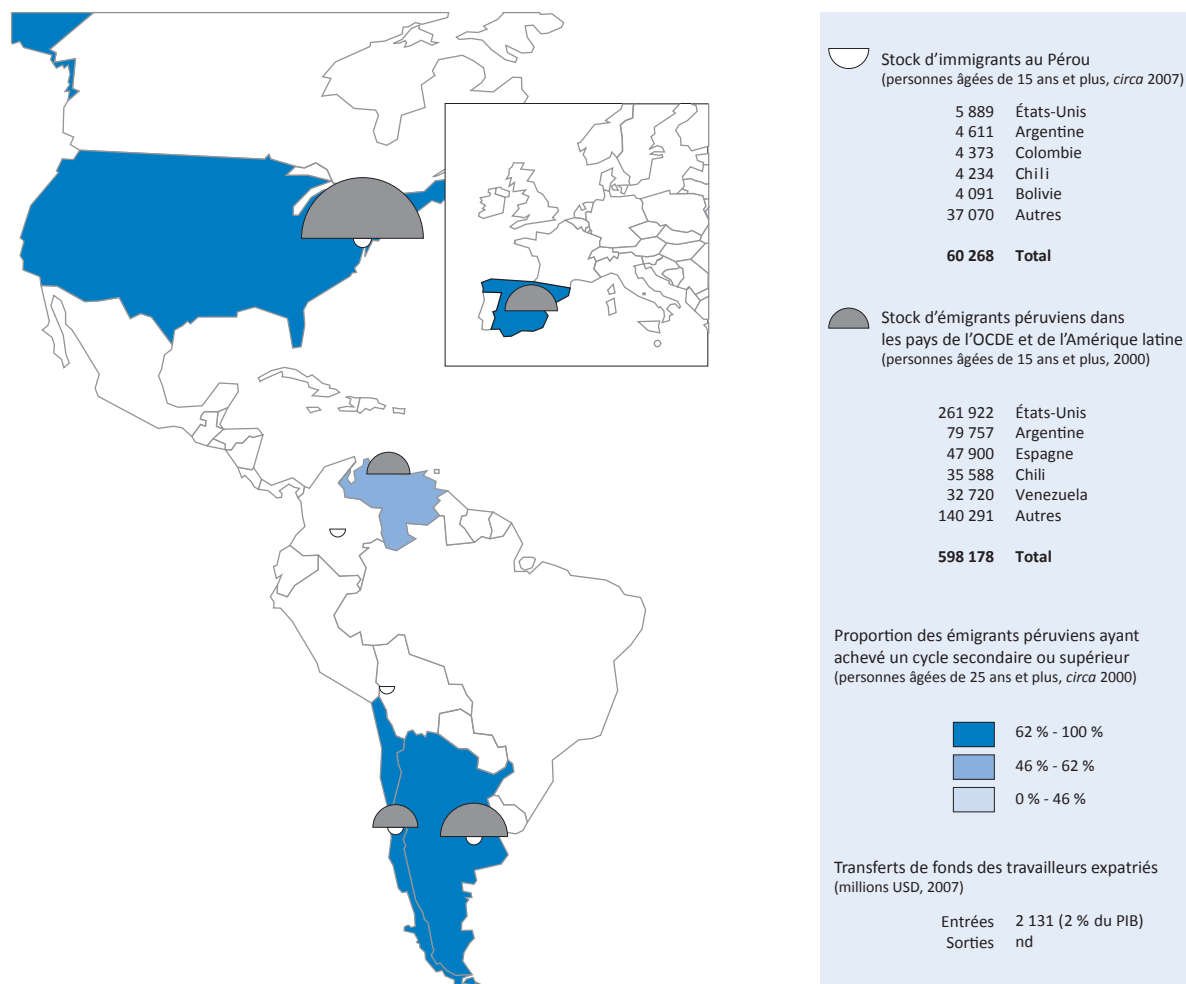 Stock d'immigrants au Pérou
(personnes âgées de 15 ans et plus, circa 2007)
5 889 États-Unis
4 611 Argentine
4 373 Colombie
4 234 Chili
4 091 Bolivie
37 070 Autres
60 268 Total
Stock d'émigrants péruviens dans
les pays de l'OCDE et de l'Amérique latine
(personnes âgées de 15 ans et plus, 2000)
261 922 États-Unis
79 757 Argentine
47 900 Espagne
35 588 Chili
32 720 Venezuela
140 291 Autres
598 178 Total
Proportion des émigrants péruviens ayant
achevé un cycle secondaire ou supérieur
(personnes âgées de 25 ans et plus, circa 2000)
62 % - 100 %
46 % - 62 %
0 % - 46 %
Transferts de fonds des travailleurs expatriés
(millions USD, 2007)
Entrées 2 131 (2 % du PIB)
Sorties nd